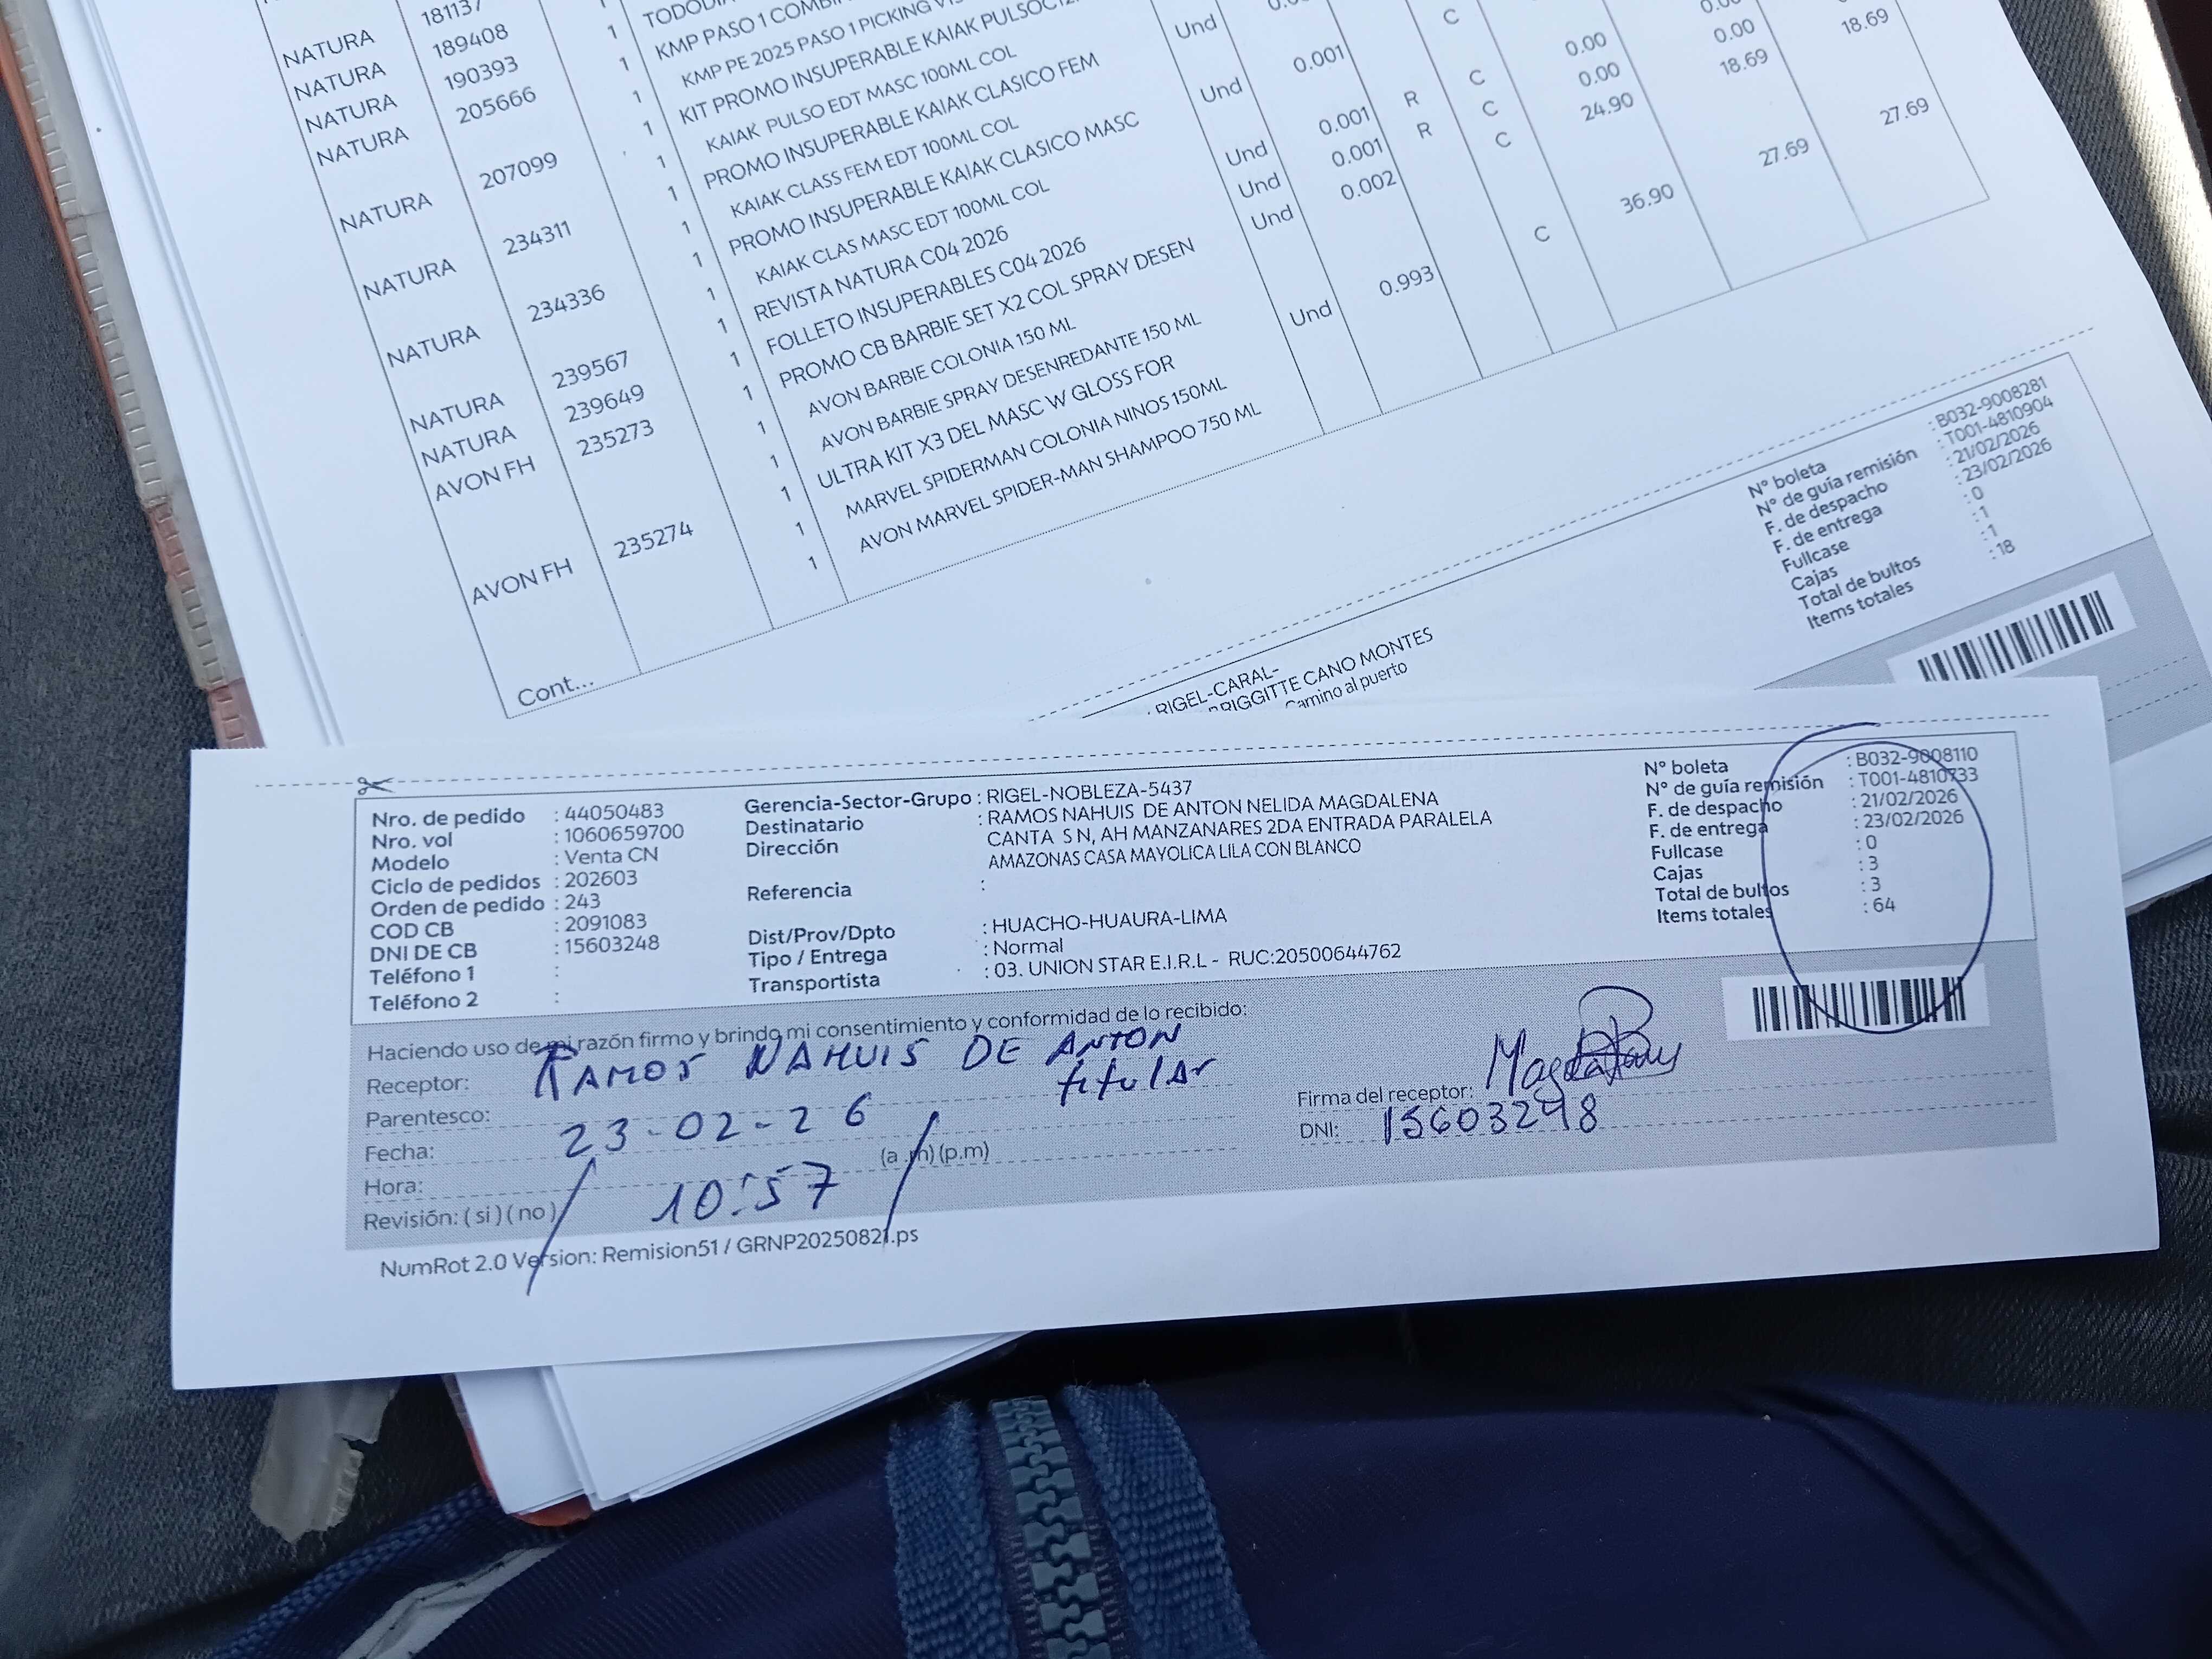 NATURA 181137 1
NATURA 189408 1 KMP PASO 1
NATURA 190393 1 KMP PE 2025 PASO 1 PICKING
NATURA 205666 1 KIT PROMO INSUPERABLE KAIAK Und
1 KAIAK PULSO EDT MASC 100ML COL
NATURA 207099 1 PROMO INSUPERABLE KAIAK CLASICO FEM Und 0.001 C 0.00 0.00 18.69
1 KAIAK CLASS FEM EDT 100ML COL
NATURA 234311 1 PROMO INSUPERABLE KAIAK CLASICO MASC
1 KAIAK CLAS MASC EDT 100ML COL
NATURA 234336 1 REVISTA NATURA C04 2026 Und 0.001 R C 0.00 18.69
NATURA 239567 1 FOLLETO INSUPERABLES C04 2026 Und 0.001 R C
NATURA 239649 1 PROMO CB BARBIE SET X2 COL SPRAY DESEN Und 0.002 C 24.90
AVON FH 235273 1 AVON BARBIE COLONIA 150 ML
1 AVON BARBIE SPRAY DESENREDANTE 150 ML
AVON FH 235274 1 ULTRA KIT X3 DEL MASC W GLOSS FOR Und 0.993 C 36.90 27.69 27.69
1 MARVEL SPIDERMAN COLONIA NINOS 150ML
1 AVON MARVEL SPIDER-MAN SHAMPOO 750 ML
Cont...
N° boleta : B032-9008281
N° de guía remisión : T001-4810904
F. de despacho : 21/02/2026
F. de entrega : 23/02/2026
Fullcase : 0
Cajas : 1
Total de bultos : 1
Items totales : 18
: RIGEL-CARAL-
CANO MONTES
Camino al puerto
Nro. de pedido : 44050483
Nro. vol : 1060659700
Modelo : Venta CN
Ciclo de pedidos : 202603
Orden de pedido : 243
COD CB : 2091083
DNI DE CB : 15603248
Teléfono 1 :
Teléfono 2 :
Gerencia-Sector-Grupo : RIGEL-NOBLEZA-5437
Destinatario : RAMOS NAHUIS DE ANTON NELIDA MAGDALENA
Dirección CANTA S N, AH MANZANARES 2DA ENTRADA PARALELA
AMAZONAS CASA MAYOLICA LILA CON BLANCO
Referencia :
Dist/Prov/Dpto : HUACHO-HUAURA-LIMA
Tipo / Entrega : Normal
Transportista : 03. UNION STAR E.I.R.L - RUC:20500644762
N° boleta : B032-9008110
N° de guía remisión : T001-4810733
F. de despacho : 21/02/2026
F. de entrega : 23/02/2026
Fullcase : 0
Cajas : 3
Total de bultos : 3
Items totales : 64
Haciendo uso de mi razón firmo y brindo mi consentimiento y conformidad de lo recibido:
Receptor: RAMOS NAHUIS DE ANTON
Parentesco: titular
Fecha: 23-02-26
Hora: 10:57 (a.m) (p.m)
Revisión: ( si ) ( no )
Firma del receptor:
DNI: 15603248
NumRot 2.0 Version: Remision51 / GRNP20250821.ps